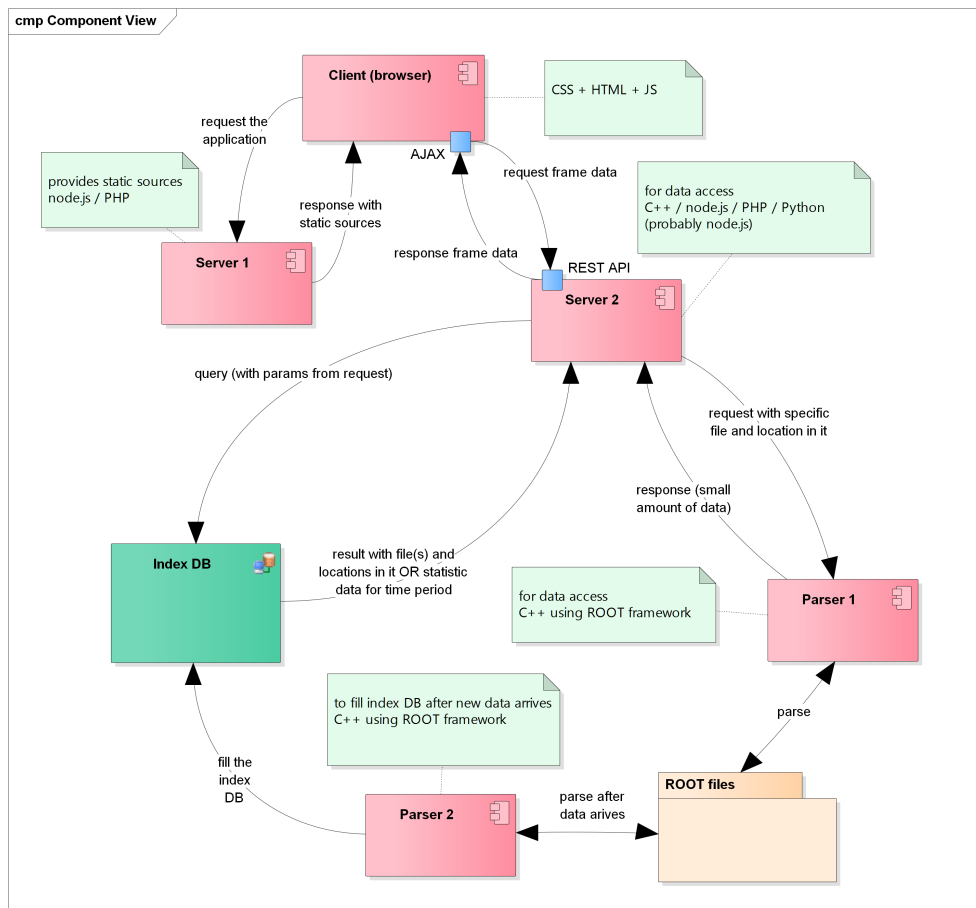 cmp Component View
Client (browser)
CSS + HTML + JS
request the
application
AJAX
request frame data
provides static sources
node.js / PHP
for data access
C++ / node.js / PHP / Python
(probably node.js)
response with
static sources
response frame data
Server 1
REST API
Server 2
query (with params from request)
request with specific
file and location in it
response (small
amount of data)
Index DB
result with file(s) and
locations in it OR statistic
data for time period
for data access
C++ using ROOT framework
Parser 1
to fill index DB after new data arrives
C++ using ROOT framework
parse
fill the
index
DB
ROOT files
Parser 2
parse after
data arives